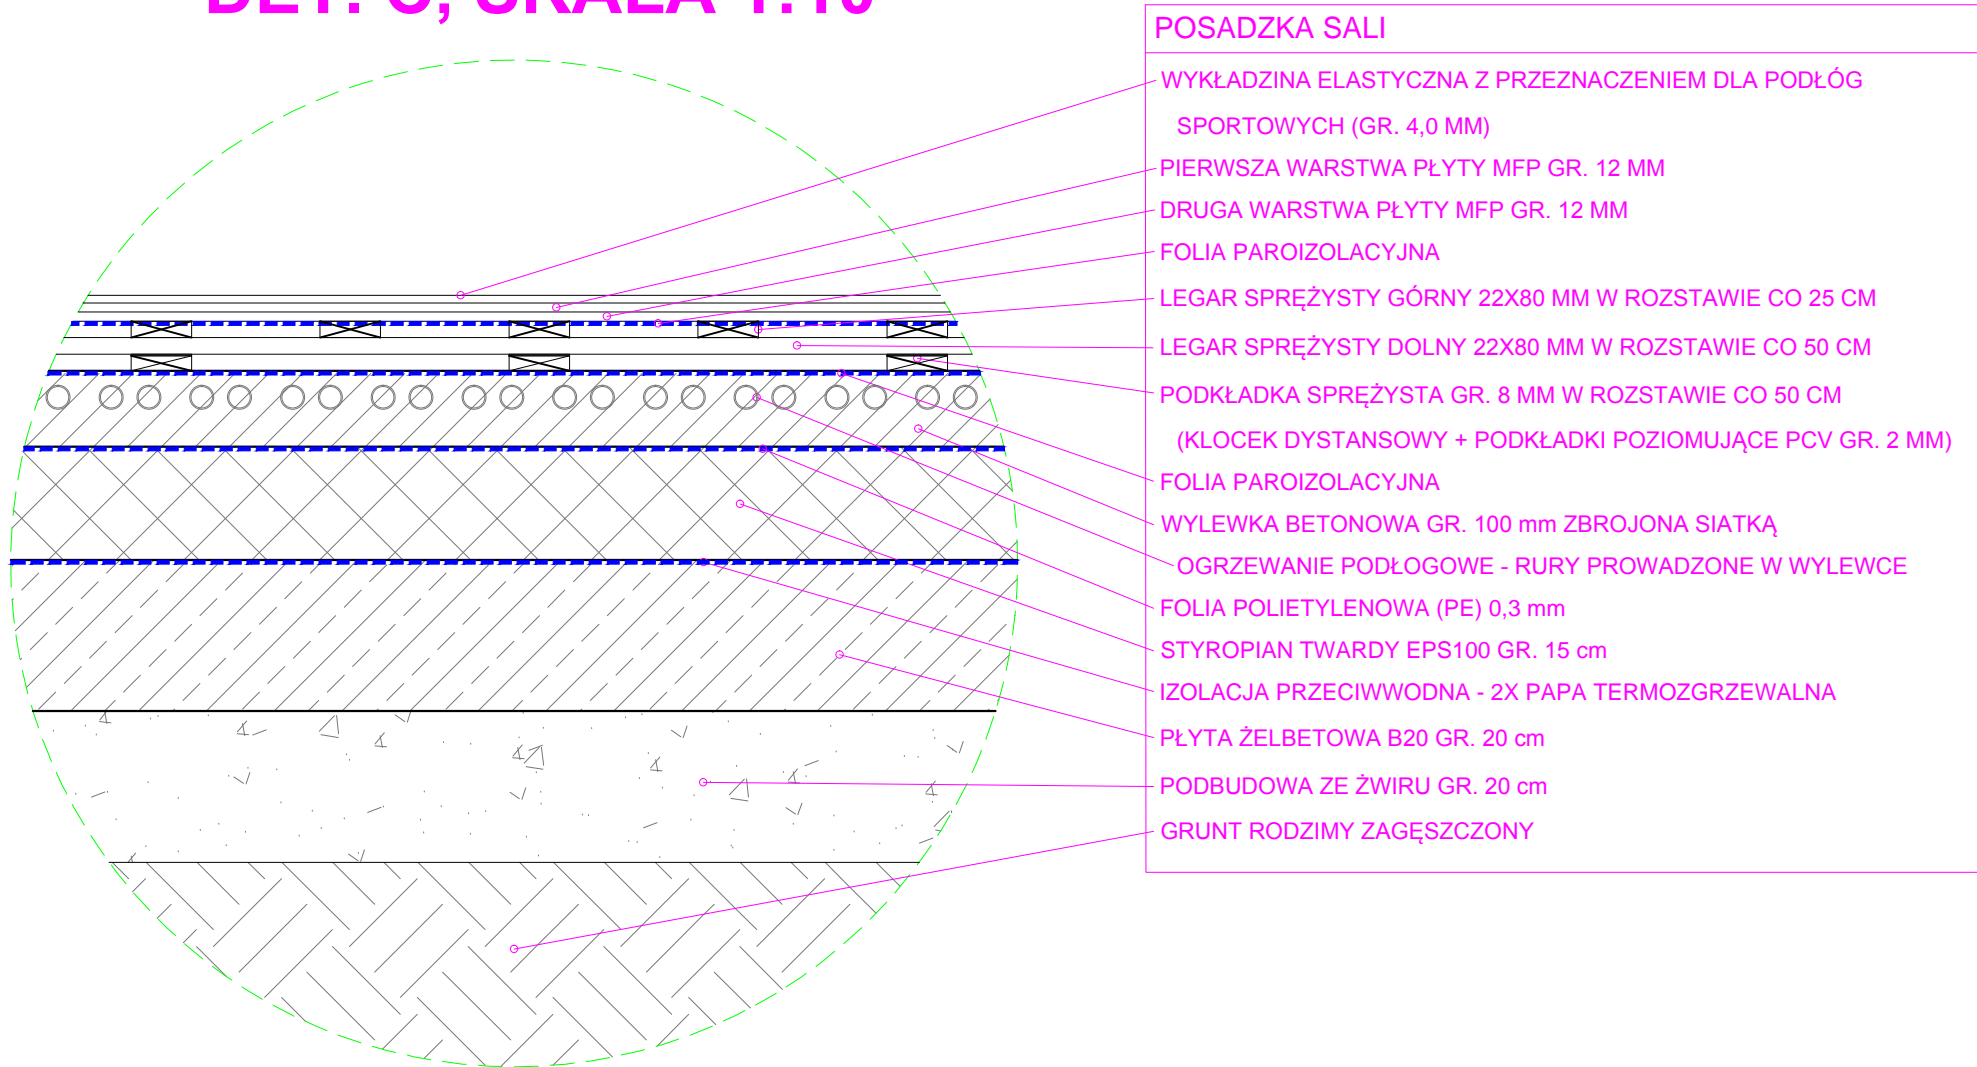 DET. C, SKALA 1:10
POSADZKA SALI
WYKŁADZINA ELASTYCZNA Z PRZEZNACZENIEM DLA PODŁÓG
SPORTOWYCH (GR. 4,0 MM)
PIERWSZA WARSTWA PŁYTY MFP GR. 12 MM
DRUGA WARSTWA PŁYTY MFP GR. 12 MM
FOLIA PAROIZOLACYJNA
LEGAR SPRĘŻYSTY GÓRNY 22X80 MM W ROZSTAWIE CO 25 CM
LEGAR SPRĘŻYSTY DOLNY 22X80 MM W ROZSTAWIE CO 50 CM
PODKŁADKA SPRĘŻYSTA GR. 8 MM W ROZSTAWIE CO 50 CM
(KLOCEK DYSTANSOWY + PODKŁADKI POZIOMUJĄCE PCV GR. 2 MM)
FOLIA PAROIZOLACYJNA
WYLEWKA BETONOWA GR. 100 mm ZBROJONA SIATKĄ
OGRZEWANIE PODŁOGOWE - RURY PROWADZONE W WYLEWCE
FOLIA POLIETYLENOWA (PE) 0,3 mm
STYROPIAN TWARDY EPS100 GR. 15 cm
IZOLACJA PRZECIWWODNA - 2X PAPA TERMOZGRZEWALNA
PŁYTA ŻELBETOWA B20 GR. 20 cm
PODBUDOWA ZE ŻWIRU GR. 20 cm
GRUNT RODZIMY ZAGĘSZCZONY